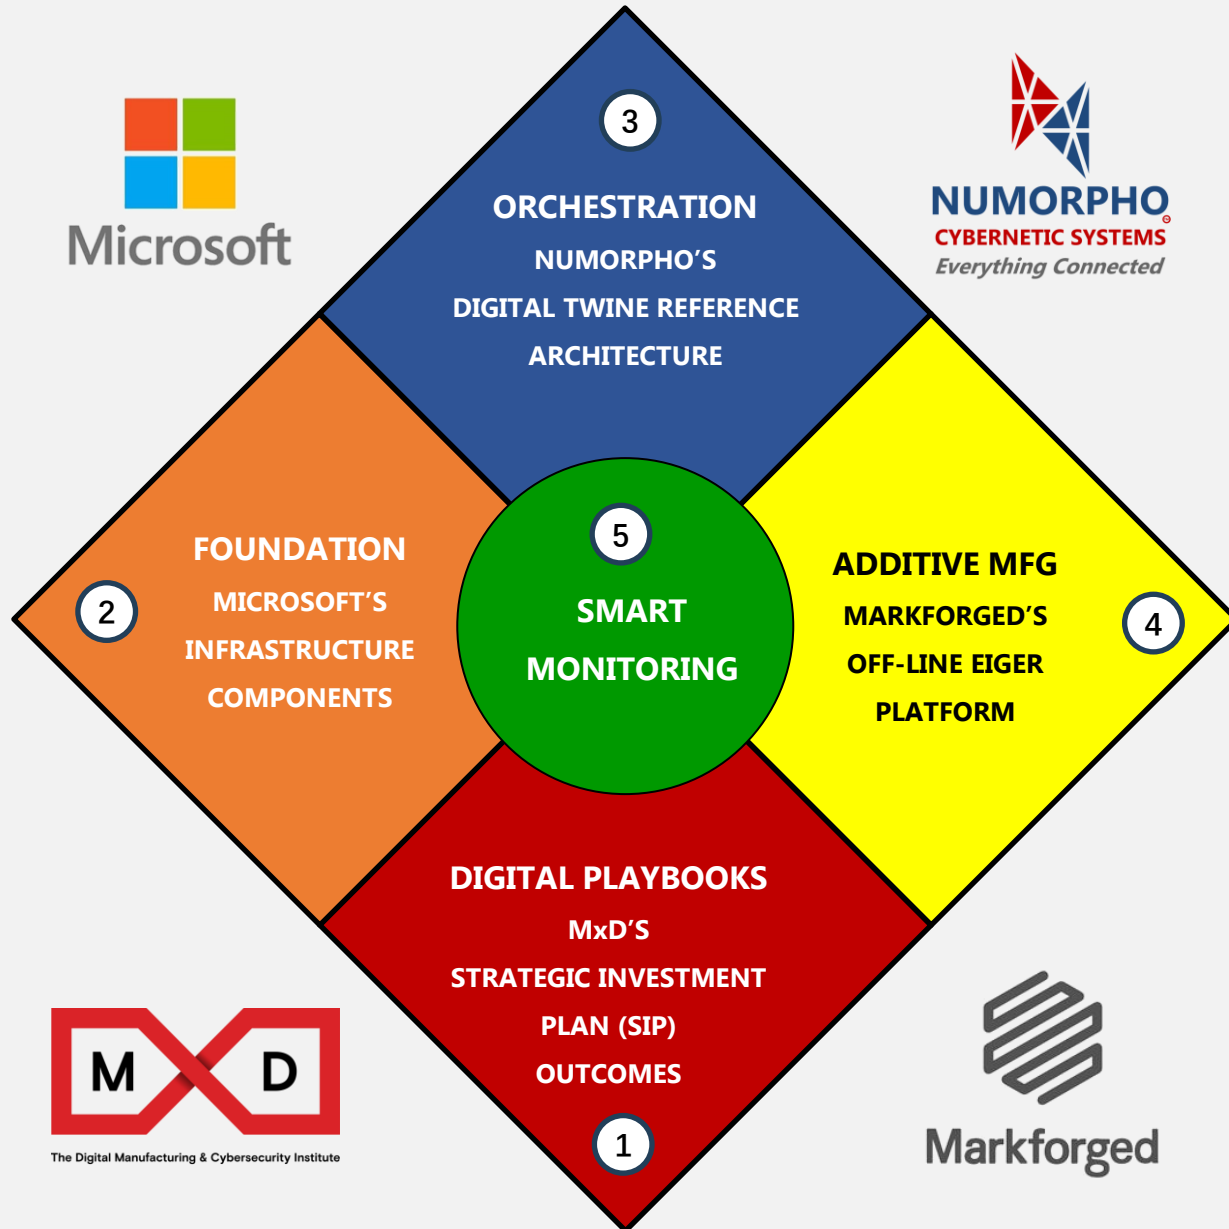 Microsoft
NUMORPHO
CYBERNETIC SYSTEMS
Everything Connected
3
ORCHESTRATION
NUMORPHO’S
DIGITAL TWINE REFERENCE
ARCHITECTURE
2
FOUNDATION
MICROSOFT’S
INFRASTRUCTURE
COMPONENTS
5
SMART
MONITORING
4
ADDITIVE MFG
MARKFORGED’S
OFF-LINE EIGER
PLATFORM
DIGITAL PLAYBOOKS
MxD’S
STRATEGIC INVESTMENT
PLAN (SIP)
OUTCOMES
1
M D
The Digital Manufacturing & Cybersecurity Institute
Markforged